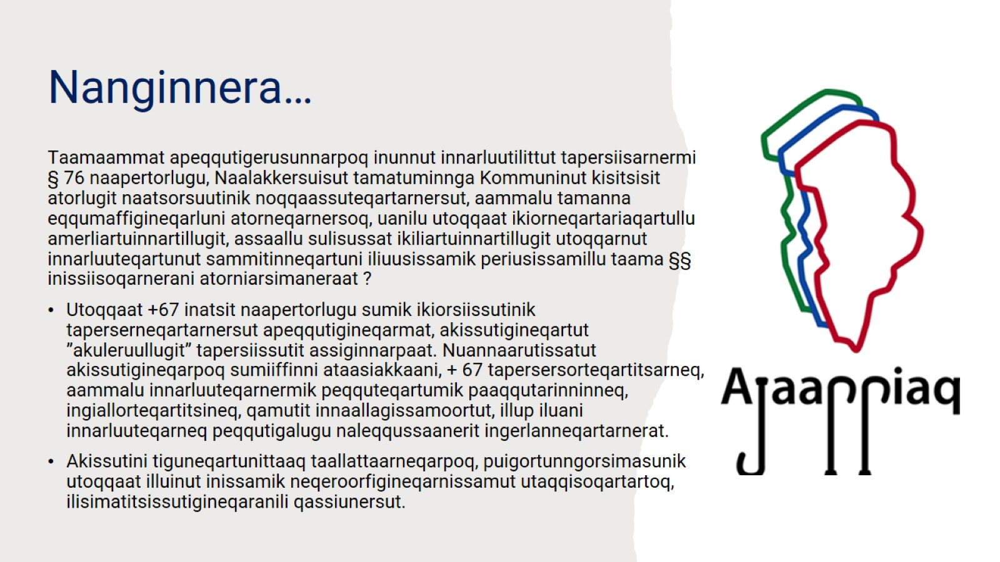 Nanginnera…
Taamaammat apeqqutigerusunnarpoq inunnut innarluutilittut tapersiisarnermi
§ 76 naapertorlugu, Naalakkersuisut tamatuminnga Kommuninut kisitsisit
atorlugit naatsorsuutinik noqqaassuteqartarnersut, aammalu tamanna
eqqumaffigineqarluni atorneqarnersoq, uanilu utoqqaat ikiorneqartariaqartullu
amerliartuinnartillugit, assaallu sulisussat ikiliartuinnartillugit utoqqarnut
innarluuteqartunut sammitinneqartuni iliuusissamik periusissamillu taama §§
inissiisoqarnerani atorniarsimaneraat ?
• Utoqqaat +67 inatsit naapertorlugu sumik ikiorsiissutinik
taperserneqartarnersut apeqqutigineqarmat, akissutigineqartut
”akuleruullugit” tapersiissutit assiginnarpaat. Nuannaarutissatut
akissutigineqarpoq sumiiffinni ataasiakkaani, + 67 tapersersorteqartitsarneq,
aammalu innarluuteqarnermik peqquteqartumik paaqqutarinninneq,
ingiallorteqartitsineq, qamutit innaallagissamoortut, illup iluani
innarluuteqarneq peqqutigalugu naleqqussaanerit ingerlanneqartarnerat.
• Akissutini tiguneqartunittaaq taallattaarneqarpoq, puigortunngorsimasunik
utoqqaat illuinut inissamik neqeroorfigineqarnissamut utaqqisoqartartoq,
ilisimatitsissutigineqaranili qassiunersut.
Ajaappiaq